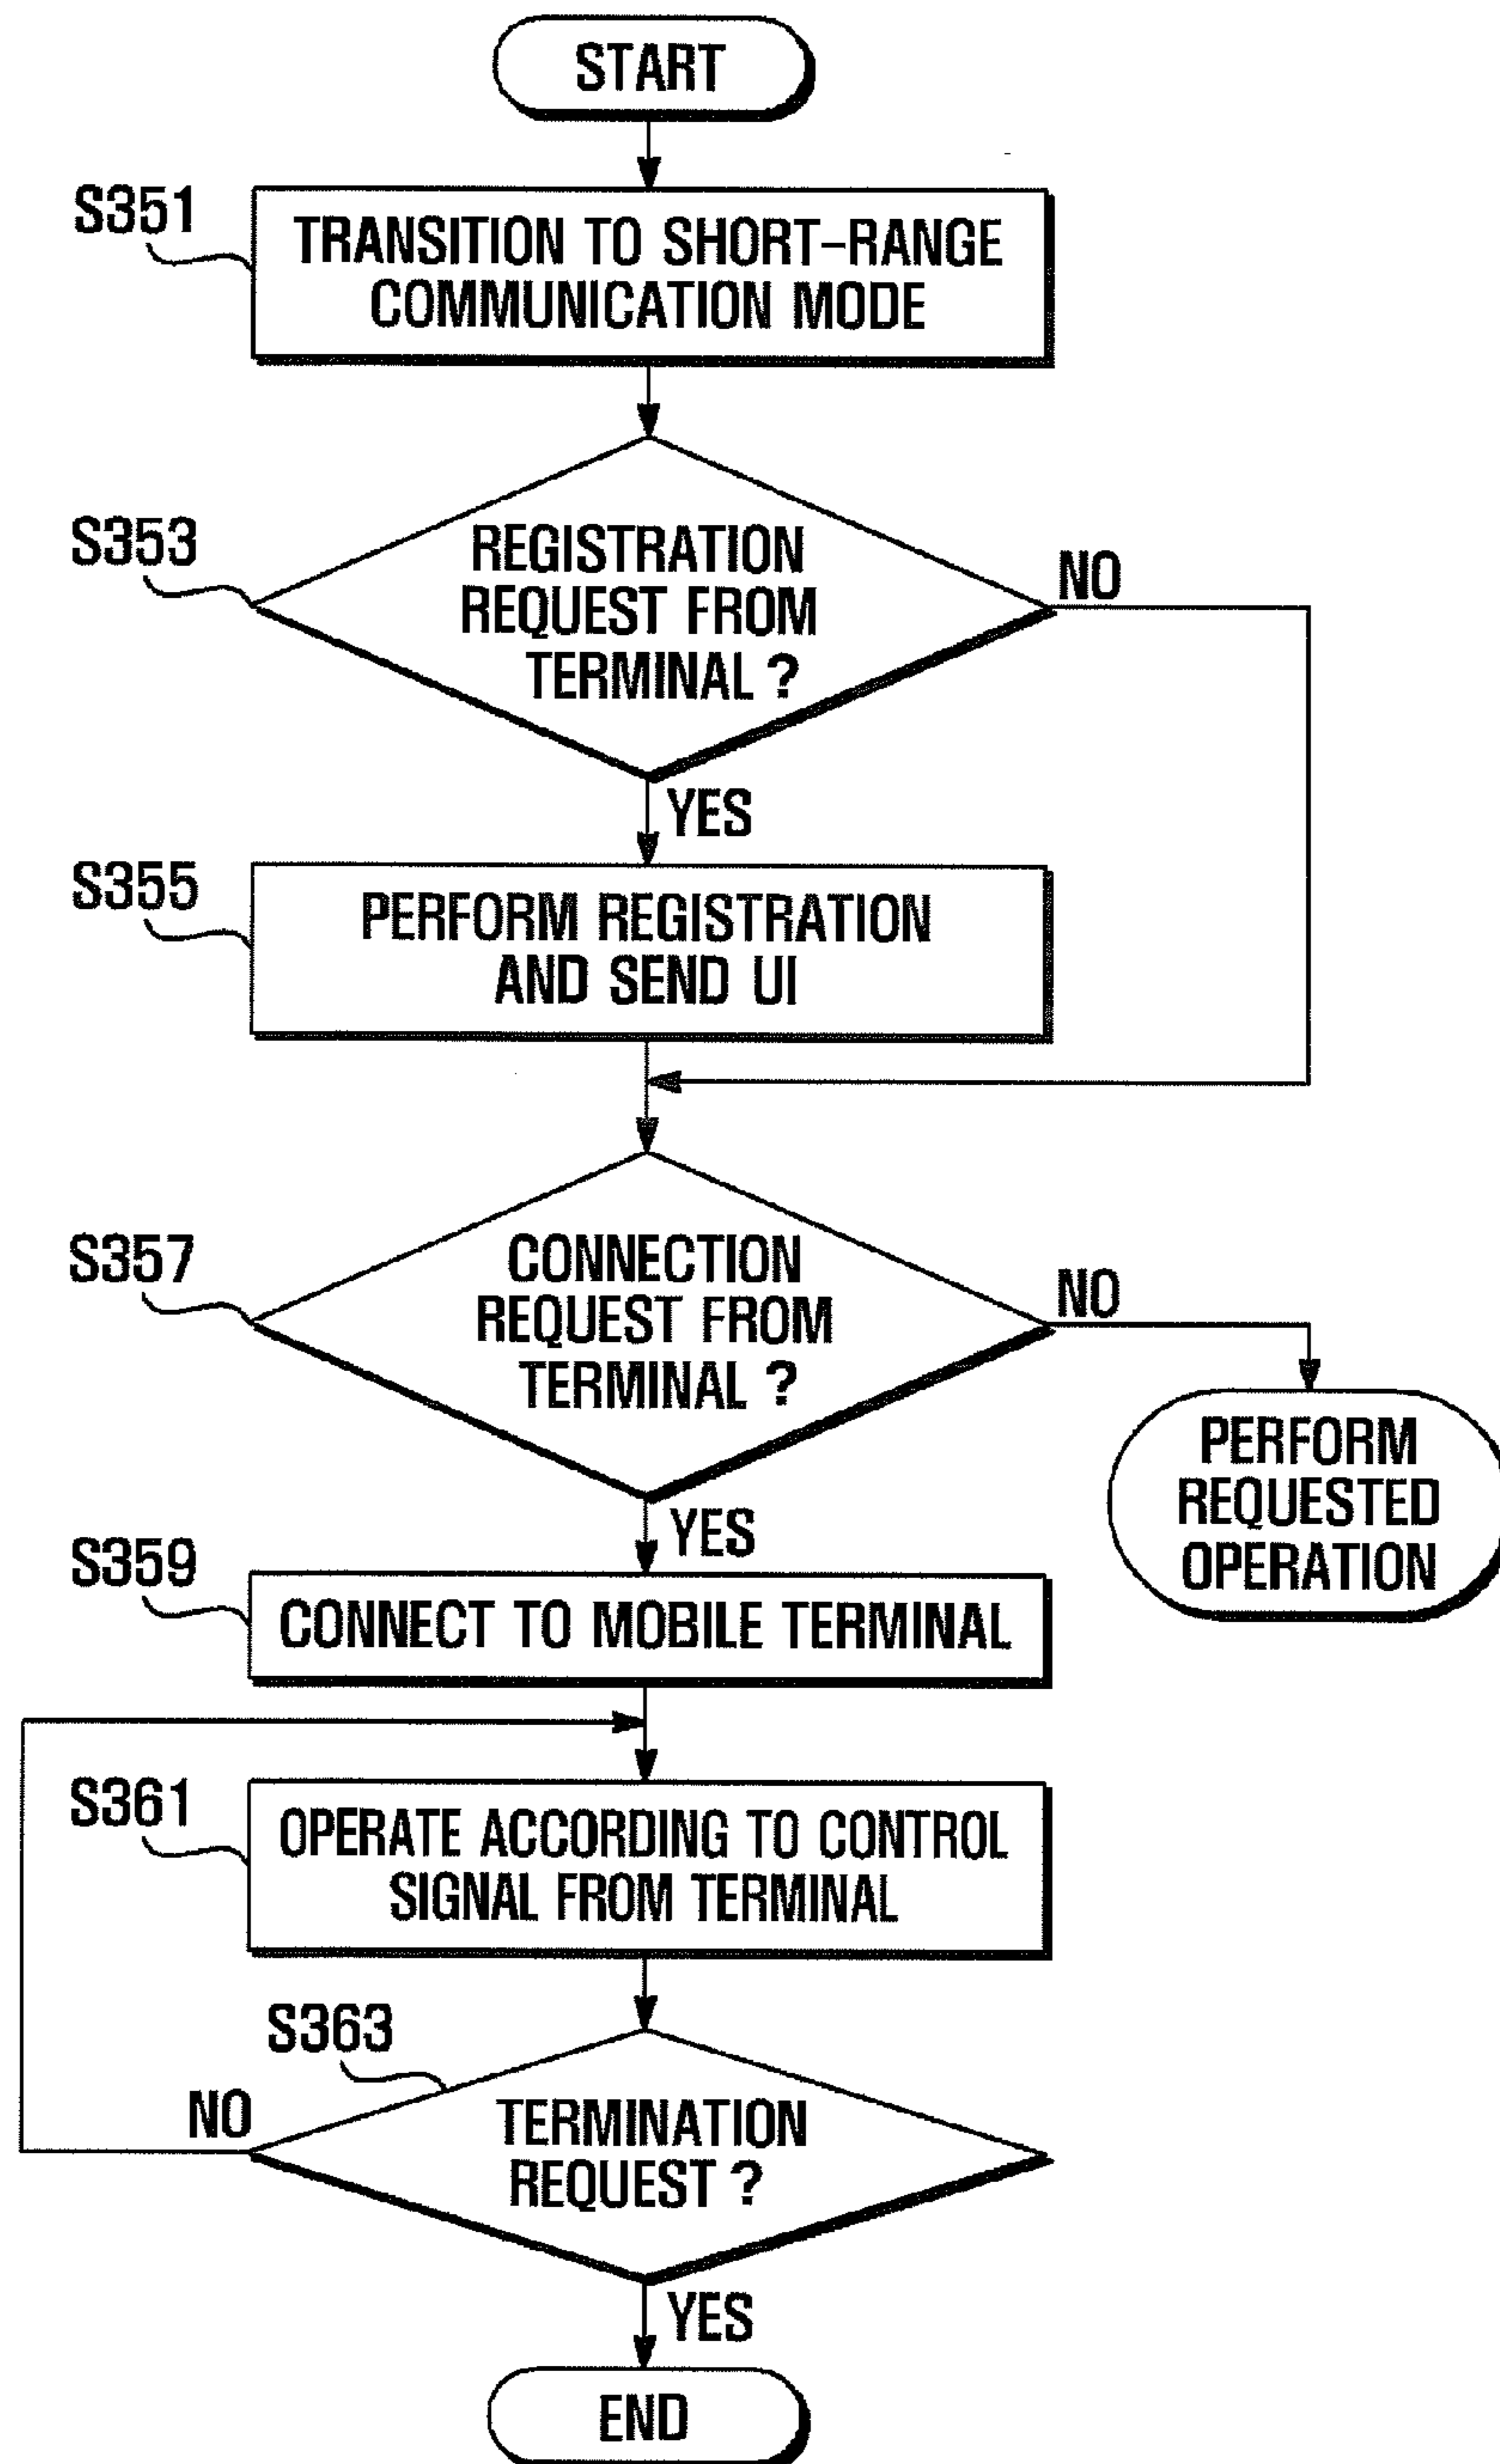 START
S351
TRANSITION TO SHORT-RANGE
COMMUNICATION MODE
S353
REGISTRATION
REQUEST FROM
TERMINAL ?
NO
YES
S355
PERFORM REGISTRATION
AND SEND UI
S357
CONNECTION
REQUEST FROM
TERMINAL ?
NO
PERFORM
REQUESTED
OPERATION
YES
S359
CONNECT TO MOBILE TERMINAL
S361
OPERATE ACCORDING TO CONTROL
SIGNAL FROM TERMINAL
S363
NO
TERMINATION
REQUEST ?
YES
END